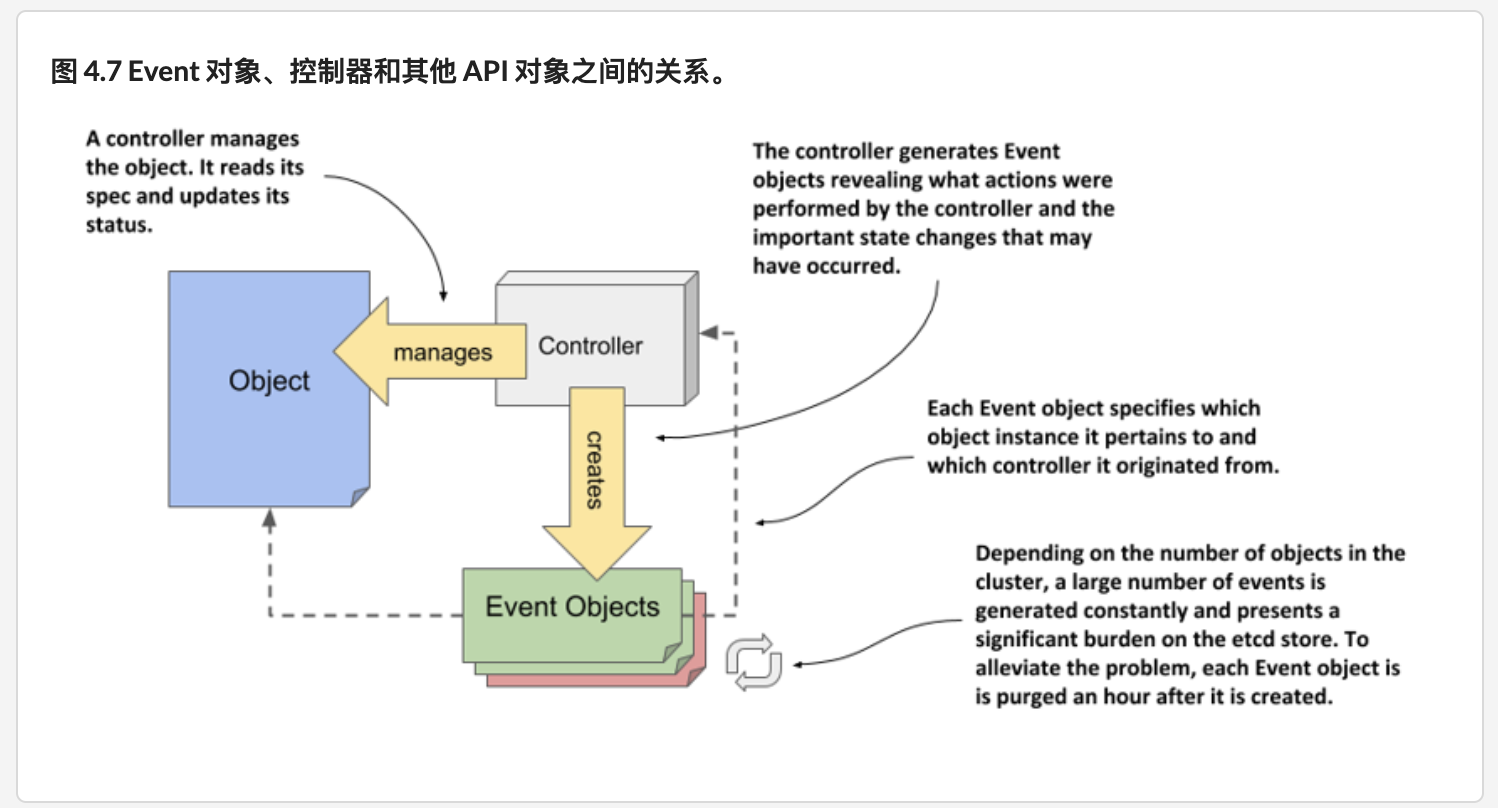 图 4.7 Event 对象、控制器和其他 API 对象之间的关系。
A controller manages
the object. It reads its
spec and updates its
status.
The controller generates Event
objects revealing what actions were
performed by the controller and the
important state changes that may
have occurred.
Object
manages
Controller
creates
Each Event object specifies which
object instance it pertains to and
which controller it originated from.
Event Objects
Depending on the number of objects in the
cluster, a large number of events is
generated constantly and presents a
significant burden on the etcd store. To
alleviate the problem, each Event object is
is purged an hour after it is created.